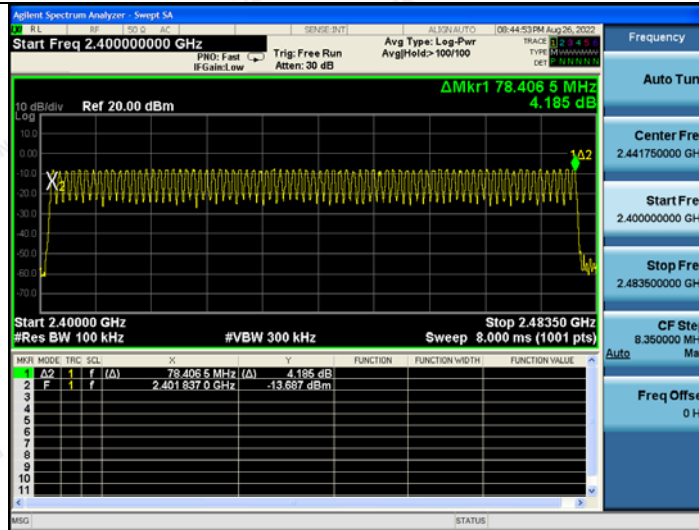 Agilent Spectrum Analyzer - Swept SA
RL RF 50 Ω AC SENSE:INT ALIGNAUTO 08:44:53 PM Aug 26, 2022
Start Freq 2.400000000 GHz
PNO: Fast
IFGain:Low
Trig: Free Run
Atten: 30 dB
Avg Type: Log-Pwr
Avg|Hold:>100/100
TRACE 1 2 3 4 5 6
TYPE MWWWWW
DET P N N N N N
ΔMkr1 78.406 5 MHz
4.185 dB
10 dB/div Ref 20.00 dBm
Log
10.0
0.00
-10.0
-20.0
-30.0
-40.0
-50.0
-60.0
-70.0
1Δ2
X2
Start 2.40000 GHz Stop 2.48350 GHz
#Res BW 100 kHz #VBW 300 kHz Sweep 8.000 ms (1001 pts)
MKR MODE TRC SCL X Y FUNCTION FUNCTION WIDTH FUNCTION VALUE
1 Δ2 1 f (Δ) 78.406 5 MHz (Δ) 4.185 dB
2 F 1 f 2.401 837 0 GHz -13.687 dBm
3
4
5
6
7
8
9
10
11
MSG STATUS
Frequency
Auto Tun
Center Fre
2.441750000 GH
Start Fre
2.400000000 GH
Stop Fre
2.483500000 GH
CF Ste
8.350000 MH
Auto Ma
Freq Offse
0 H